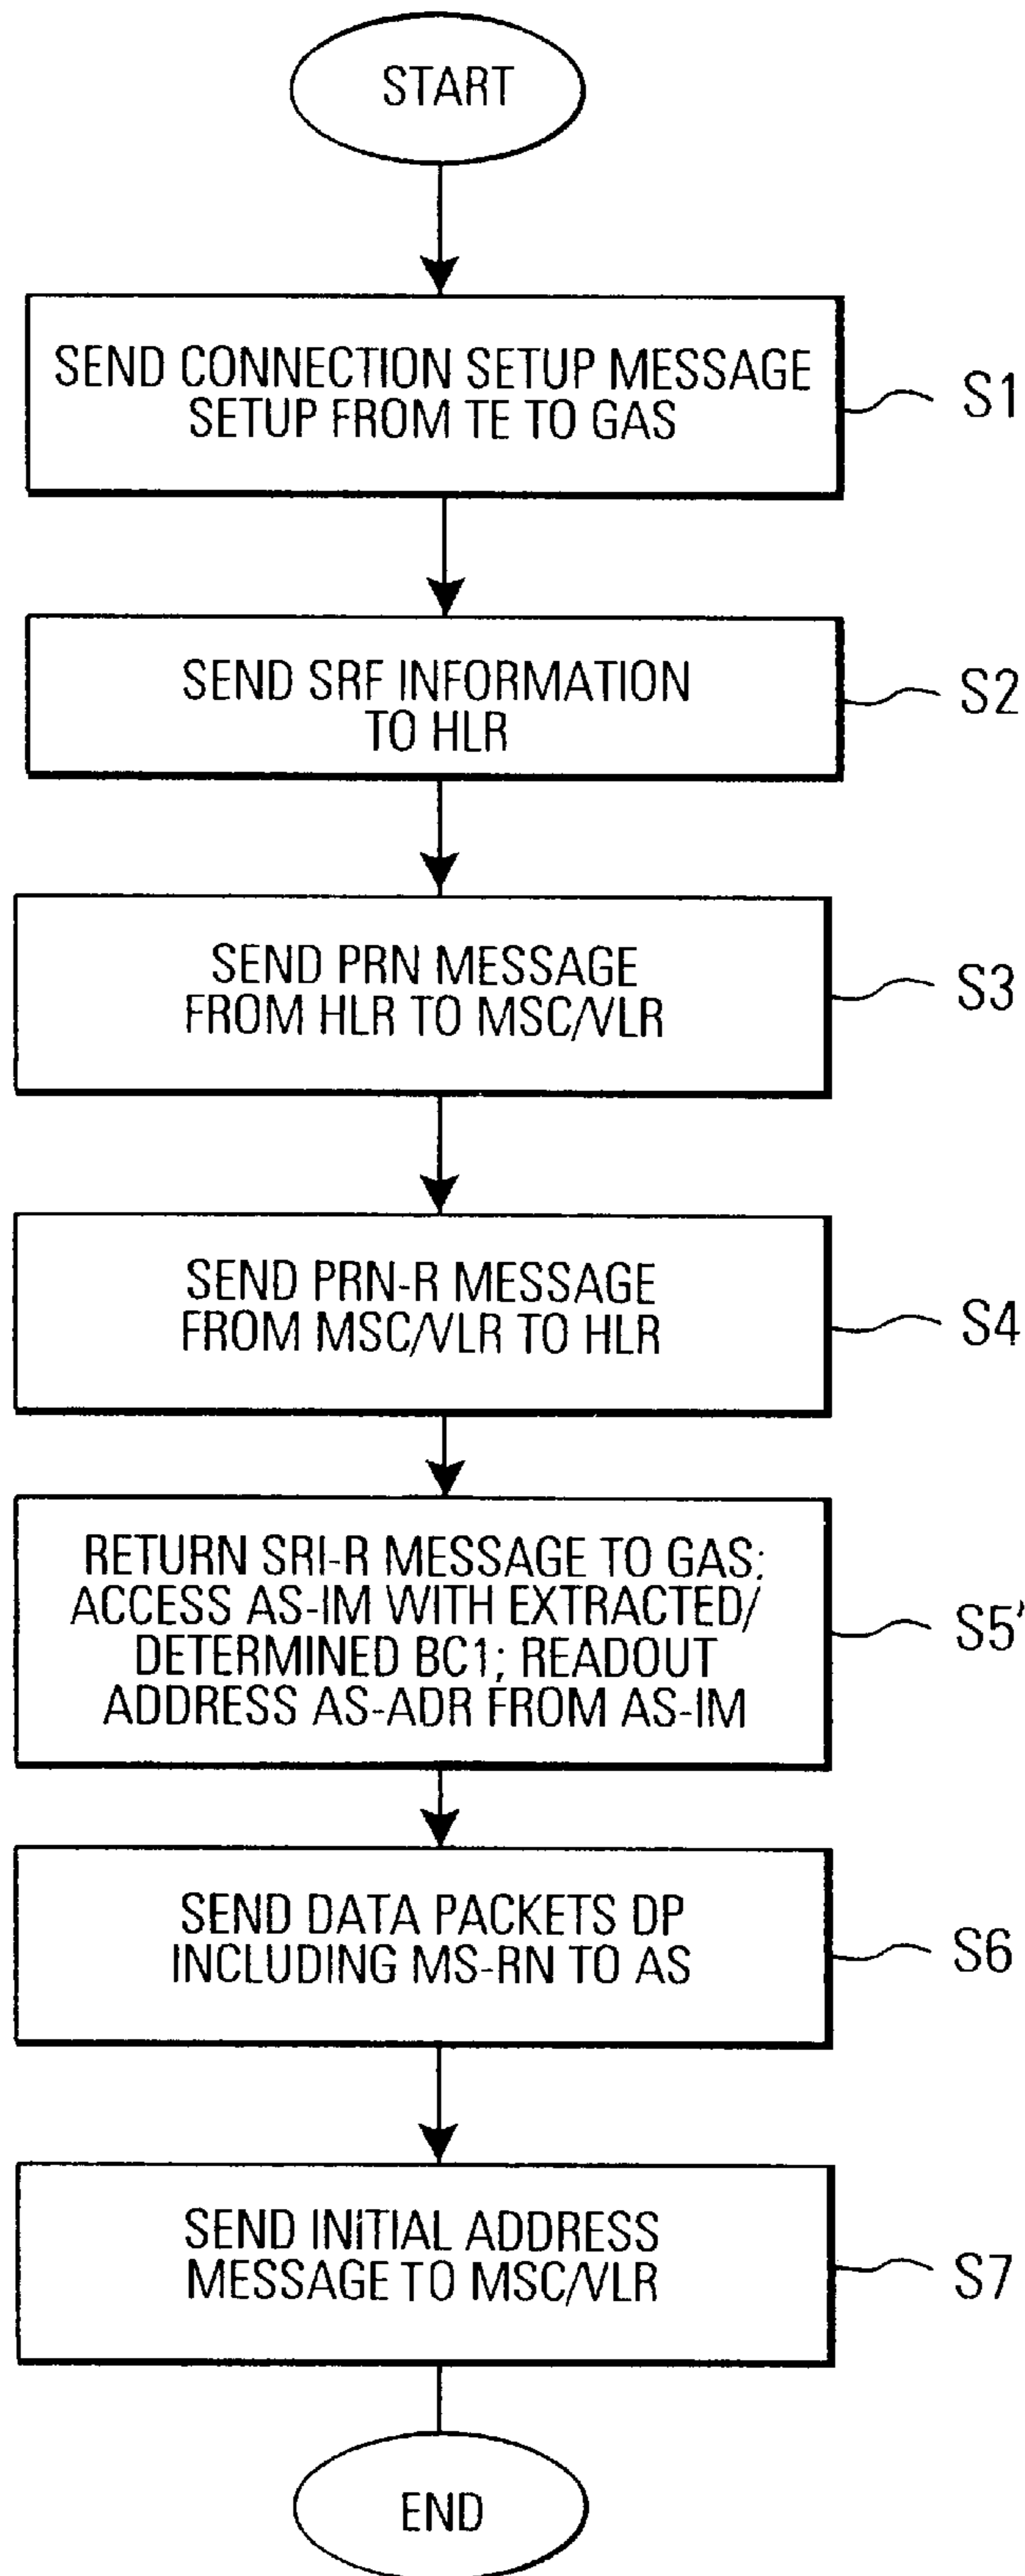 START
SEND CONNECTION SETUP MESSAGE
SETUP FROM TE TO GAS
S1
SEND SRF INFORMATION
TO HLR
S2
SEND PRN MESSAGE
FROM HLR TO MSC/VLR
S3
SEND PRN-R MESSAGE
FROM MSC/VLR TO HLR
S4
RETURN SRI-R MESSAGE TO GAS;
ACCESS AS-IM WITH EXTRACTED/
DETERMINED BC1; READOUT
ADDRESS AS-ADR FROM AS-IM
S5'
SEND DATA PACKETS DP
INCLUDING MS-RN TO AS
S6
SEND INITIAL ADDRESS
MESSAGE TO MSC/VLR
S7
END